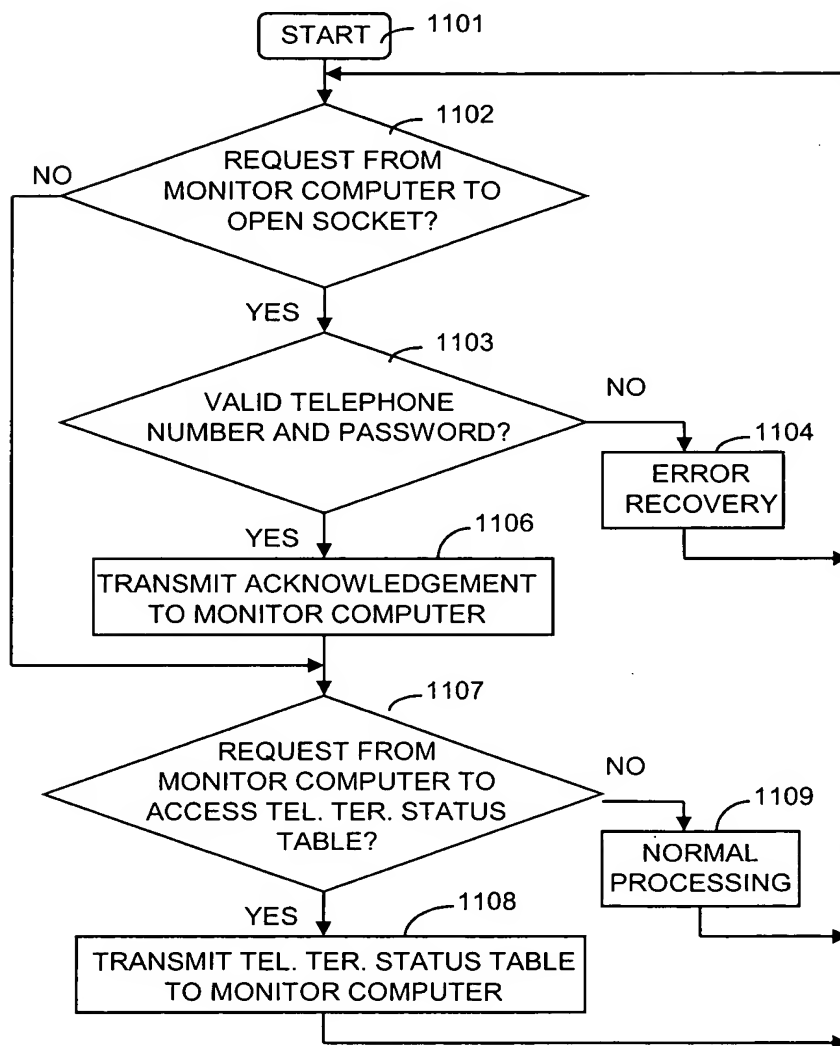 START
1101
1102
REQUEST FROM
MONITOR COMPUTER TO
OPEN SOCKET?
NO
YES
1103
VALID TELEPHONE
NUMBER AND PASSWORD?
NO
1104
ERROR
RECOVERY
YES
1106
TRANSMIT ACKNOWLEDGEMENT
TO MONITOR COMPUTER
1107
REQUEST FROM
MONITOR COMPUTER TO
ACCESS TEL. TER. STATUS
TABLE?
NO
1109
NORMAL
PROCESSING
YES
1108
TRANSMIT TEL. TER. STATUS TABLE
TO MONITOR COMPUTER